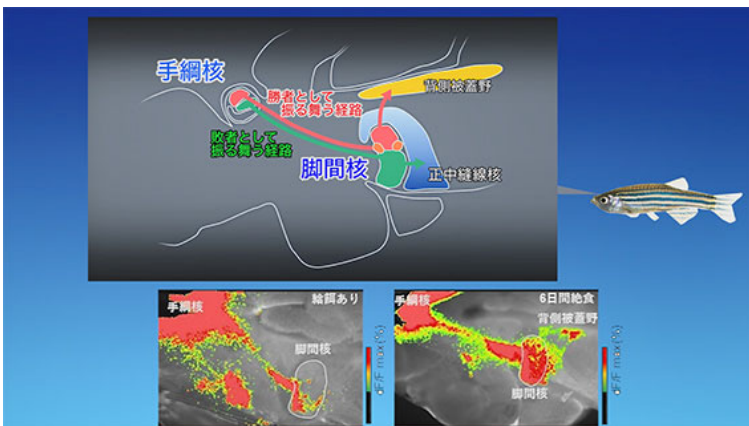 手綱核
勝者として
振る舞う経路
背側被蓋野
敗者として
振る舞う経路
脚間核
正中縫線核
手綱核
給餌あり
脚間核
手綱核
6日間絶食
背側被蓋野
脚間核